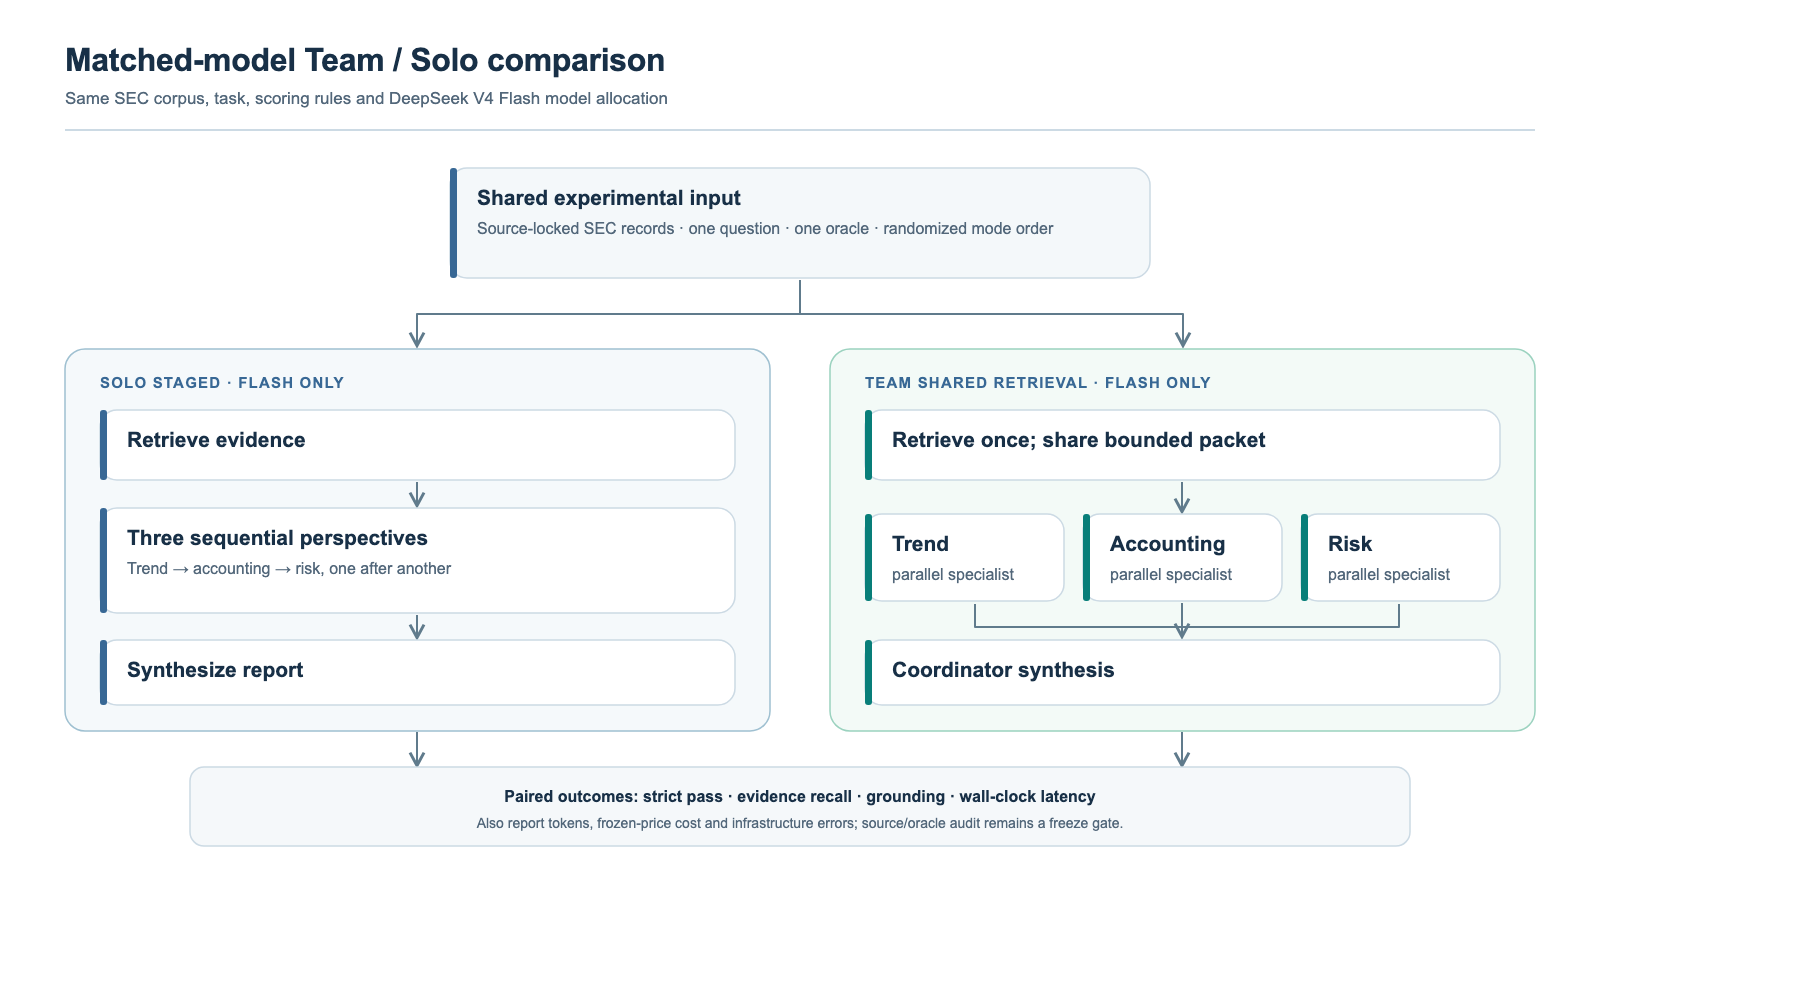 Matched-model Team / Solo comparison
Same SEC corpus, task, scoring rules and DeepSeek V4 Flash model allocation
Shared experimental input
Source-locked SEC records · one question · one oracle · randomized mode order
SOLO STAGED · FLASH ONLY
Retrieve evidence
Three sequential perspectives
Trend → accounting → risk, one after another
Synthesize report
TEAM SHARED RETRIEVAL · FLASH ONLY
Retrieve once; share bounded packet
Trend
parallel specialist
Accounting
parallel specialist
Risk
parallel specialist
Coordinator synthesis
Paired outcomes: strict pass · evidence recall · grounding · wall-clock latency
Also report tokens, frozen-price cost and infrastructure errors; source/oracle audit remains a freeze gate.